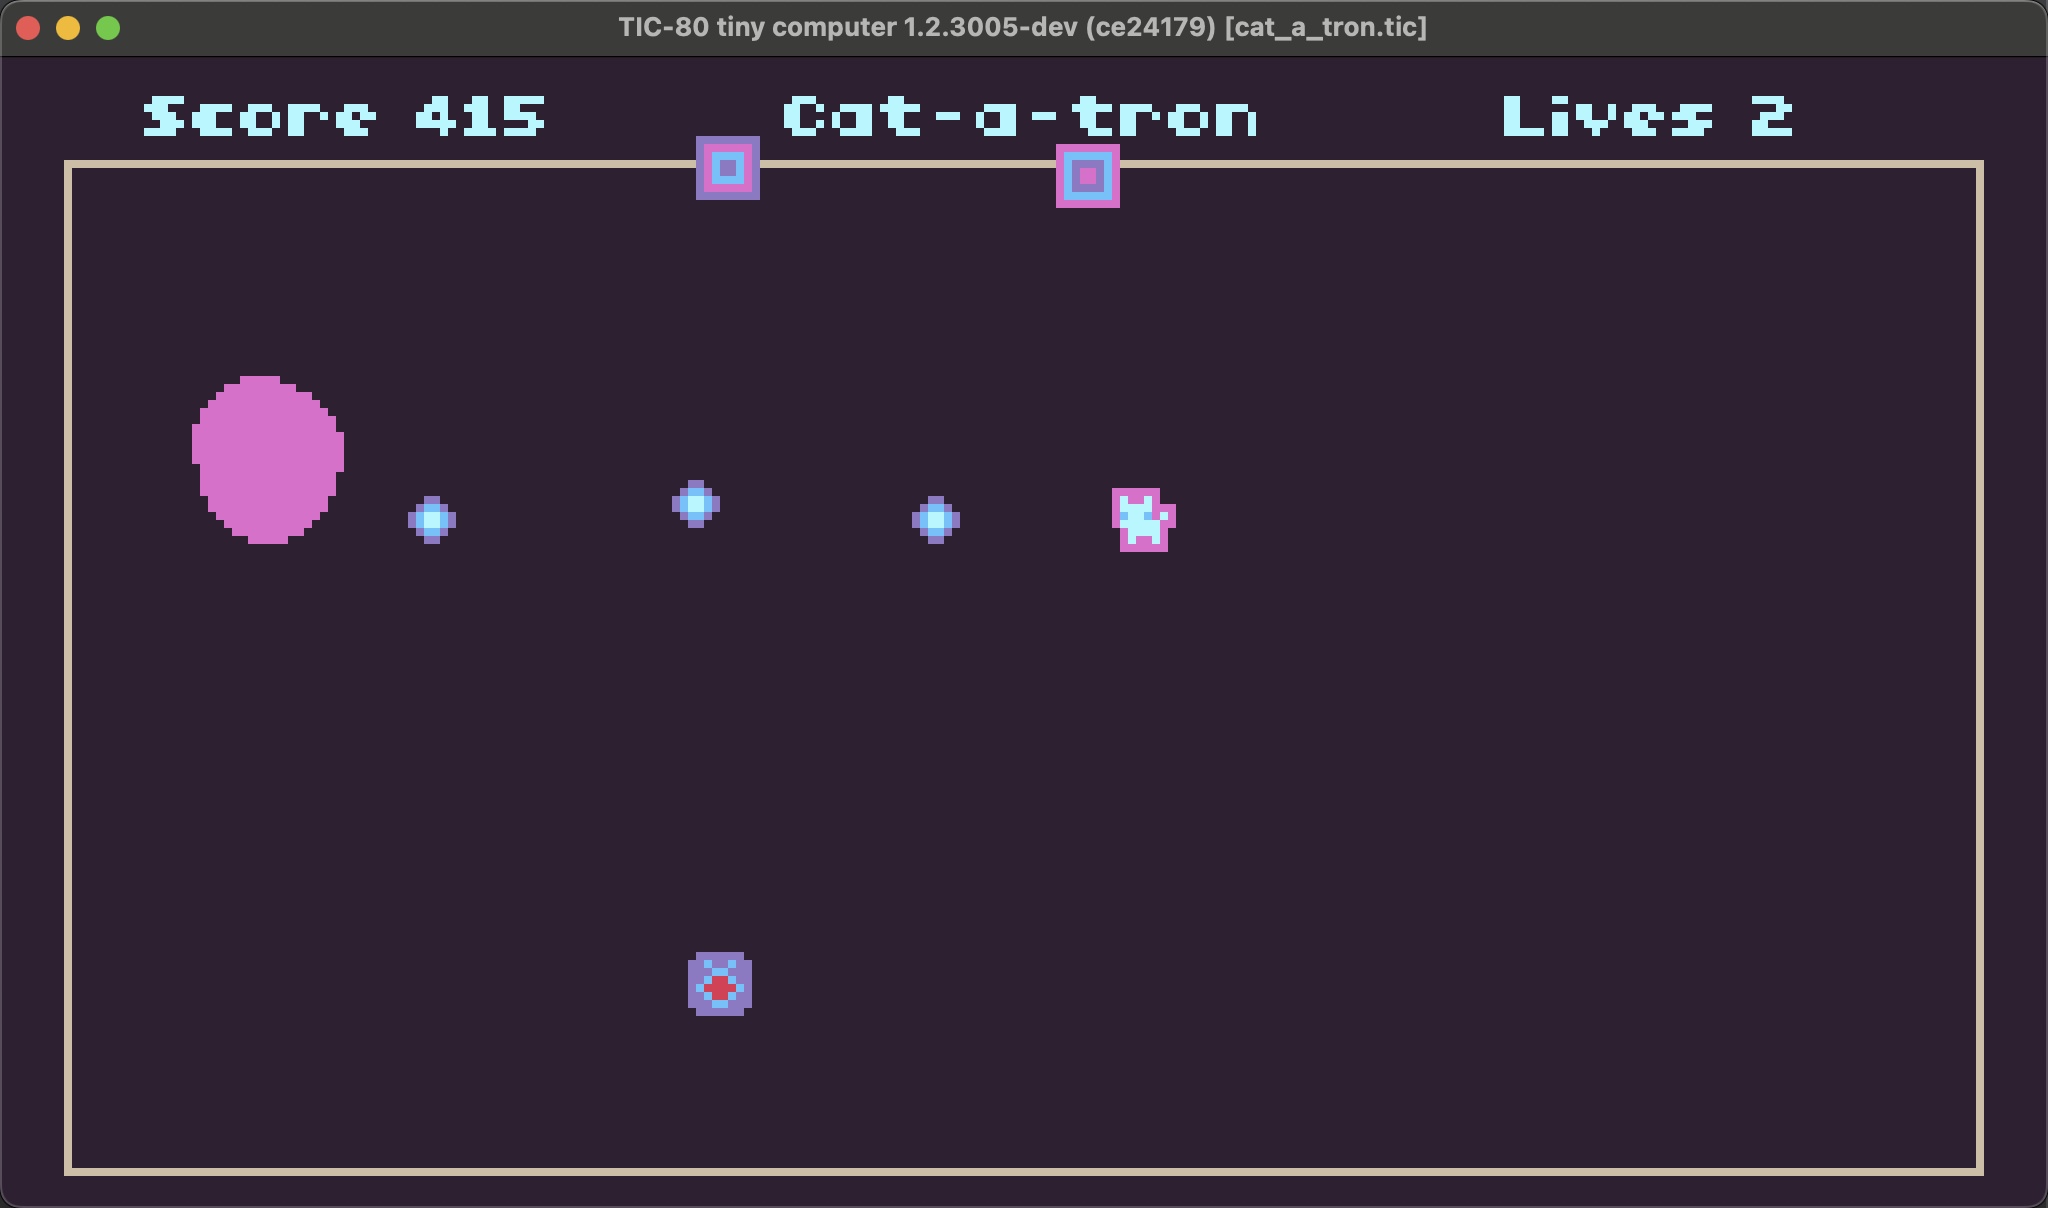 TIC-80 tiny computer 1.2.3005-dev (ce24179) [cat_a_tron.tic]
Score 415 Cat-a-tron Lives 2